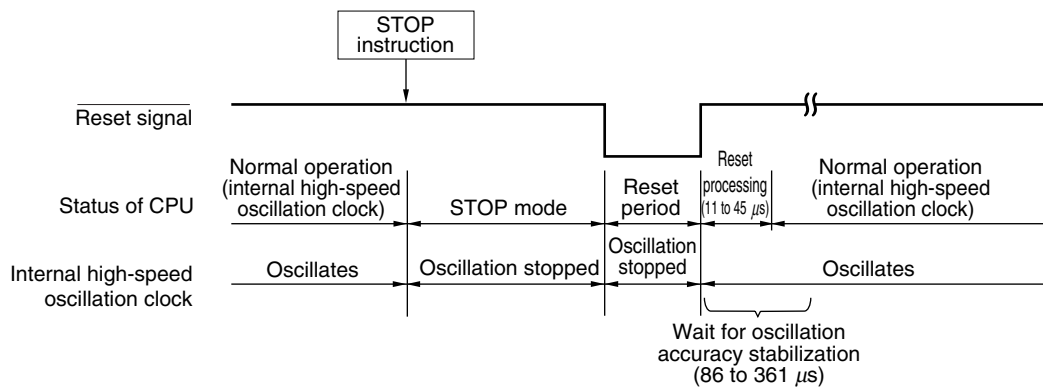 STOP
instruction
Reset signal
Normal operation
(internal high-speed
oscillation clock)
Status of CPU
STOP mode
Reset
period
Reset
processing
(11 to 45 μs)
Normal operation
(internal high-speed
oscillation clock)
Internal high-speed
oscillation clock
Oscillates
Oscillation stopped
Oscillation
stopped
Oscillates
Wait for oscillation
accuracy stabilization
(86 to 361 μs)